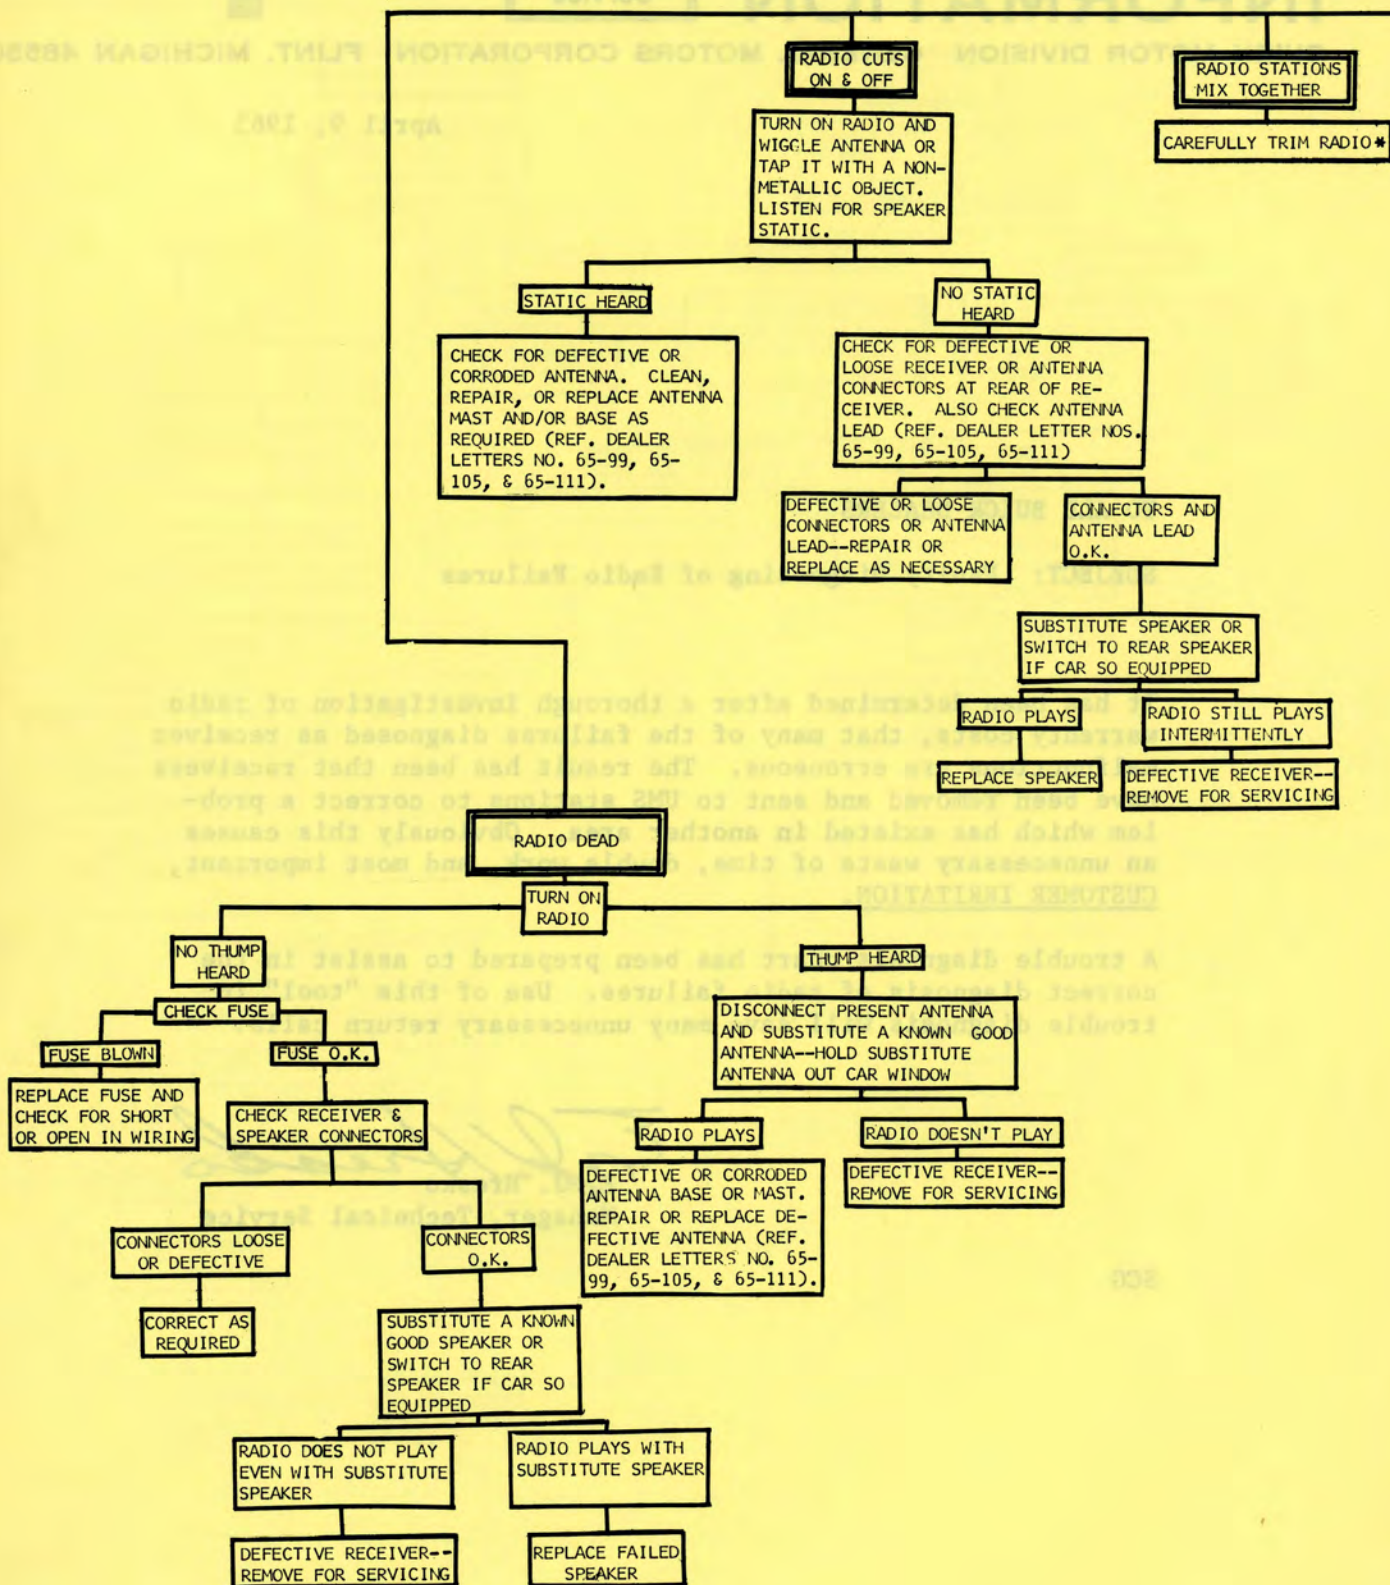 RADIO CUTS
ON & OFF
TURN ON RADIO AND
WIGGLE ANTENNA OR
TAP IT WITH A NON-
METALLIC OBJECT.
LISTEN FOR SPEAKER
STATIC.
RADIO STATIONS
MIX TOGETHER
CAREFULLY TRIM RADIO*
STATIC HEARD
CHECK FOR DEFECTIVE OR
CORRODED ANTENNA. CLEAN,
REPAIR, OR REPLACE ANTENNA
MAST AND/OR BASE AS
REQUIRED (REF. DEALER
LETTERS NO. 65-99, 65-
105, & 65-111).
NO STATIC
HEARD
CHECK FOR DEFECTIVE OR
LOOSE RECEIVER OR ANTENNA
CONNECTORS AT REAR OF RE-
CEIVER. ALSO CHECK ANTENNA
LEAD (REF. DEALER LETTER NOS.
65-99, 65-105, 65-111)
DEFECTIVE OR LOOSE
CONNECTORS OR ANTENNA
LEAD--REPAIR OR
REPLACE AS NECESSARY
CONNECTORS AND
ANTENNA LEAD
O.K.
SUBSTITUTE SPEAKER OR
SWITCH TO REAR SPEAKER
IF CAR SO EQUIPPED
RADIO PLAYS
REPLACE SPEAKER
RADIO STILL PLAYS
INTERMITTENTLY
DEFECTIVE RECEIVER--
REMOVE FOR SERVICING
RADIO DEAD
TURN ON
RADIO
NO THUMP
HEARD
CHECK FUSE
FUSE BLOWN
REPLACE FUSE AND
CHECK FOR SHORT
OR OPEN IN WIRING
FUSE O.K.
CHECK RECEIVER &
SPEAKER CONNECTORS
CONNECTORS LOOSE
OR DEFECTIVE
CORRECT AS
REQUIRED
CONNECTORS
O.K.
SUBSTITUTE A KNOWN
GOOD SPEAKER OR
SWITCH TO REAR
SPEAKER IF CAR SO
EQUIPPED
RADIO DOES NOT PLAY
EVEN WITH SUBSTITUTE
SPEAKER
DEFECTIVE RECEIVER--
REMOVE FOR SERVICING
RADIO PLAYS WITH
SUBSTITUTE SPEAKER
REPLACE FAILED
SPEAKER
THUMP HEARD
DISCONNECT PRESENT ANTENNA
AND SUBSTITUTE A KNOWN GOOD
ANTENNA--HOLD SUBSTITUTE
ANTENNA OUT CAR WINDOW
RADIO PLAYS
DEFECTIVE OR CORRODED
ANTENNA BASE OR MAST.
REPAIR OR REPLACE DE-
FECTIVE ANTENNA (REF.
DEALER LETTERS NO. 65-
99, 65-105, & 65-111).
RADIO DOESN'T PLAY
DEFECTIVE RECEIVER--
REMOVE FOR SERVICING